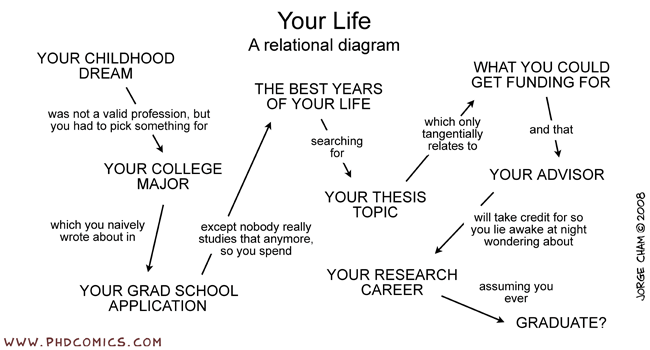 Your Life
A relational diagram
YOUR CHILDHOOD
DREAM
was not a valid profession, but
you had to pick something for
YOUR COLLEGE
MAJOR
which you naively
wrote about in
YOUR GRAD SCHOOL
APPLICATION
except nobody really
studies that anymore,
so you spend
THE BEST YEARS
OF YOUR LIFE
searching
for
YOUR THESIS
TOPIC
which only
tangentially
relates to
WHAT YOU COULD
GET FUNDING FOR
and that
YOUR ADVISOR
will take credit for so
you lie awake at night
wondering about
YOUR RESEARCH
CAREER
assuming you
ever
GRADUATE?
JORGE CHAM © 2008
WWW.PHDCOMICS.COM